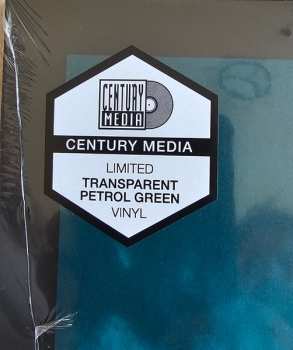 CENTURY
MEDIA
CENTURY MEDIA
LIMITED
TRANSPARENT
PETROL GREEN
VINYL